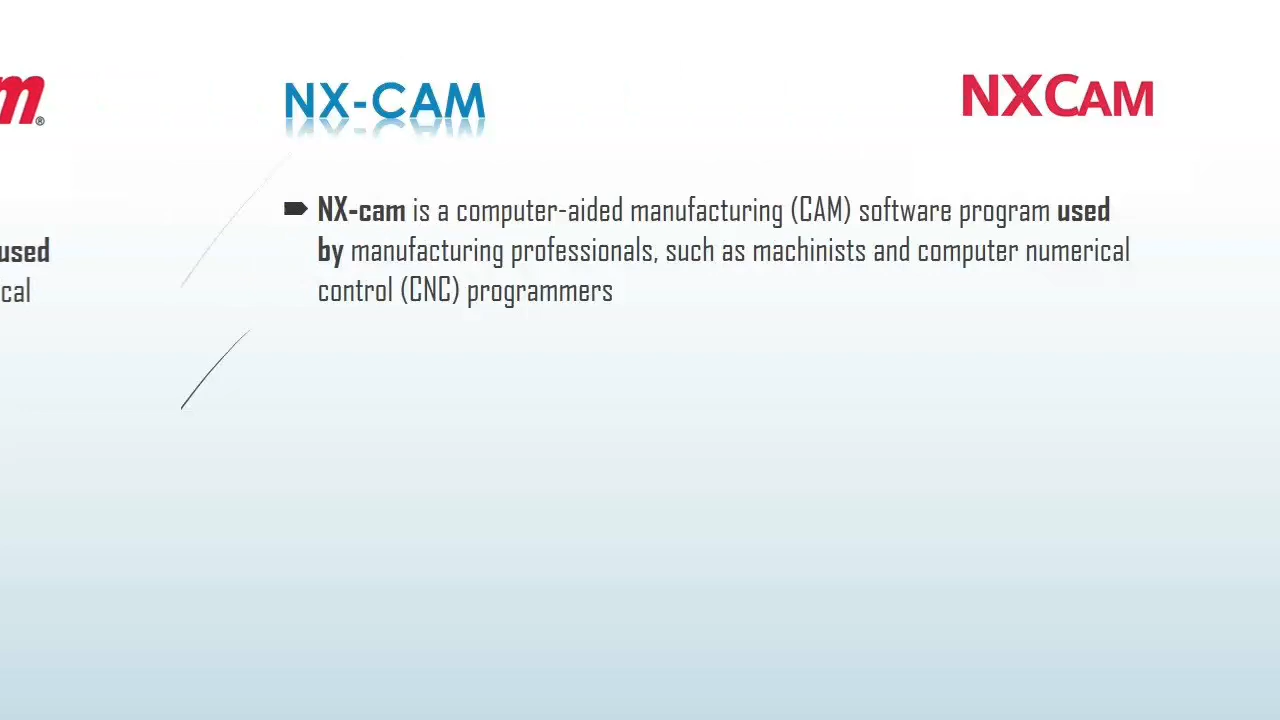 m®
NX-CAM
NXCAM
NX-cam is a computer-aided manufacturing (CAM) software program used
by manufacturing professionals, such as machinists and computer numerical
control (CNC) programmers
used
cal